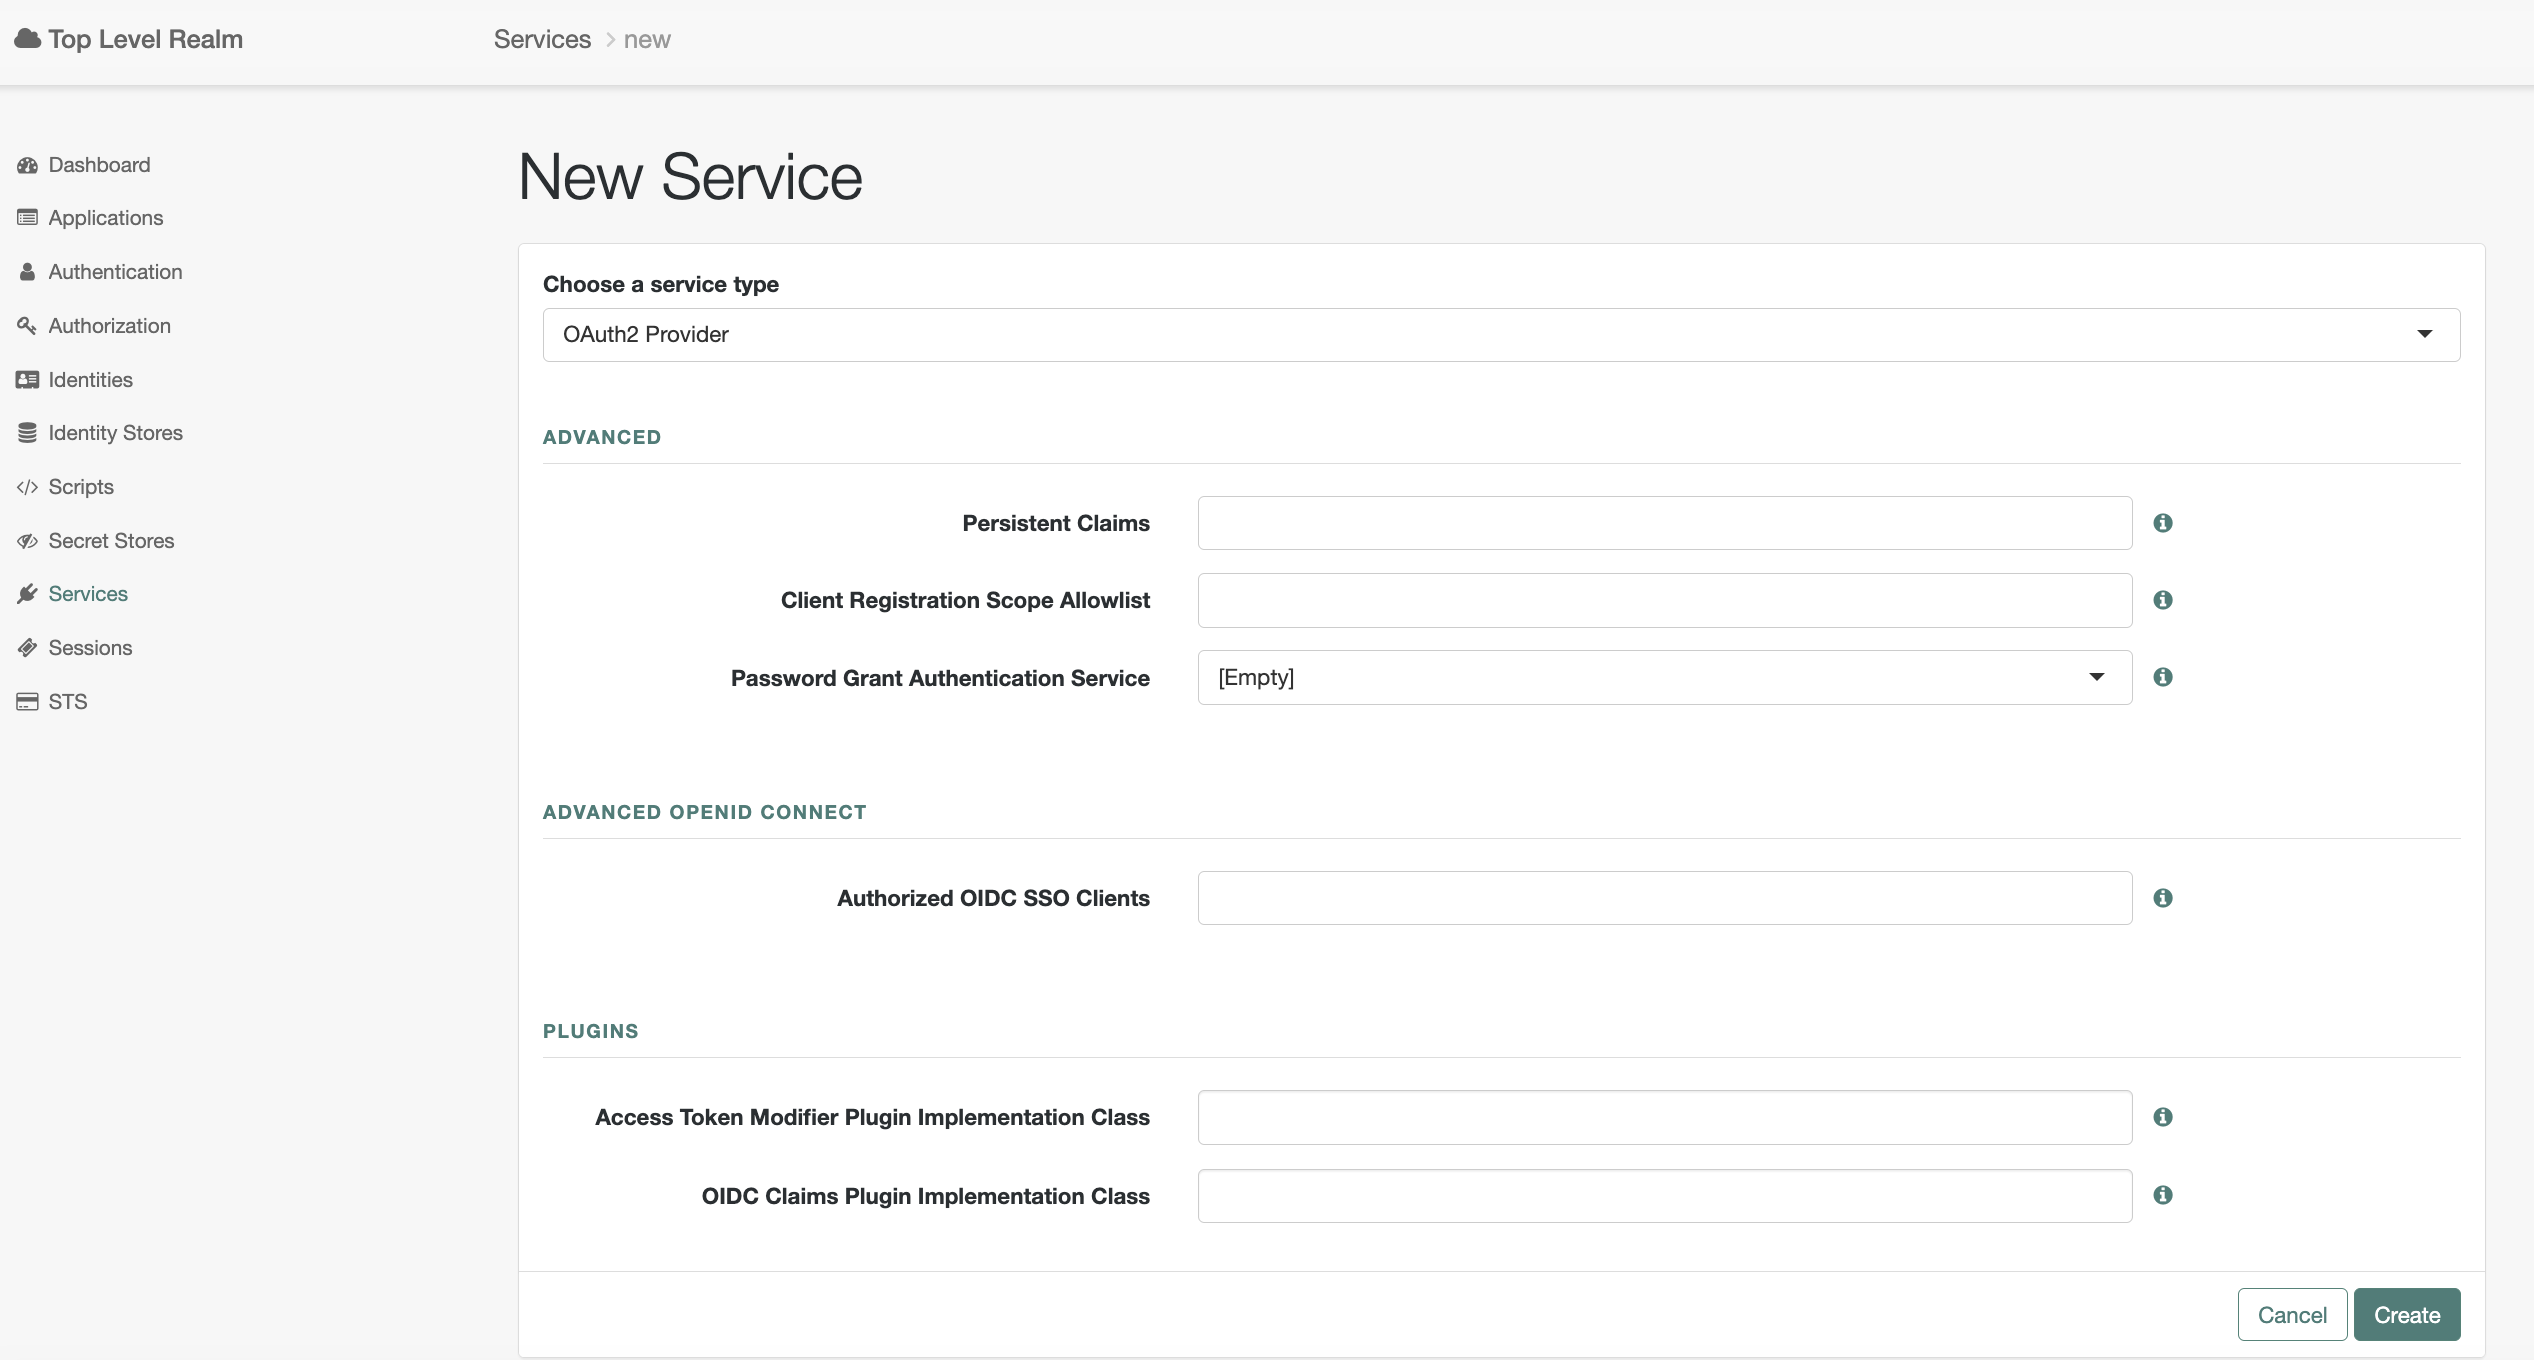 Top Level Realm
Services > new
Dashboard
Applications
Authentication
Authorization
Identities
Identity Stores
Scripts
Secret Stores
Services
Sessions
STS
New Service
Choose a service type
OAuth2 Provider
ADVANCED
Persistent Claims
Client Registration Scope Allowlist
Password Grant Authentication Service [Empty]
ADVANCED OPENID CONNECT
Authorized OIDC SSO Clients
PLUGINS
Access Token Modifier Plugin Implementation Class
OIDC Claims Plugin Implementation Class
Cancel Create